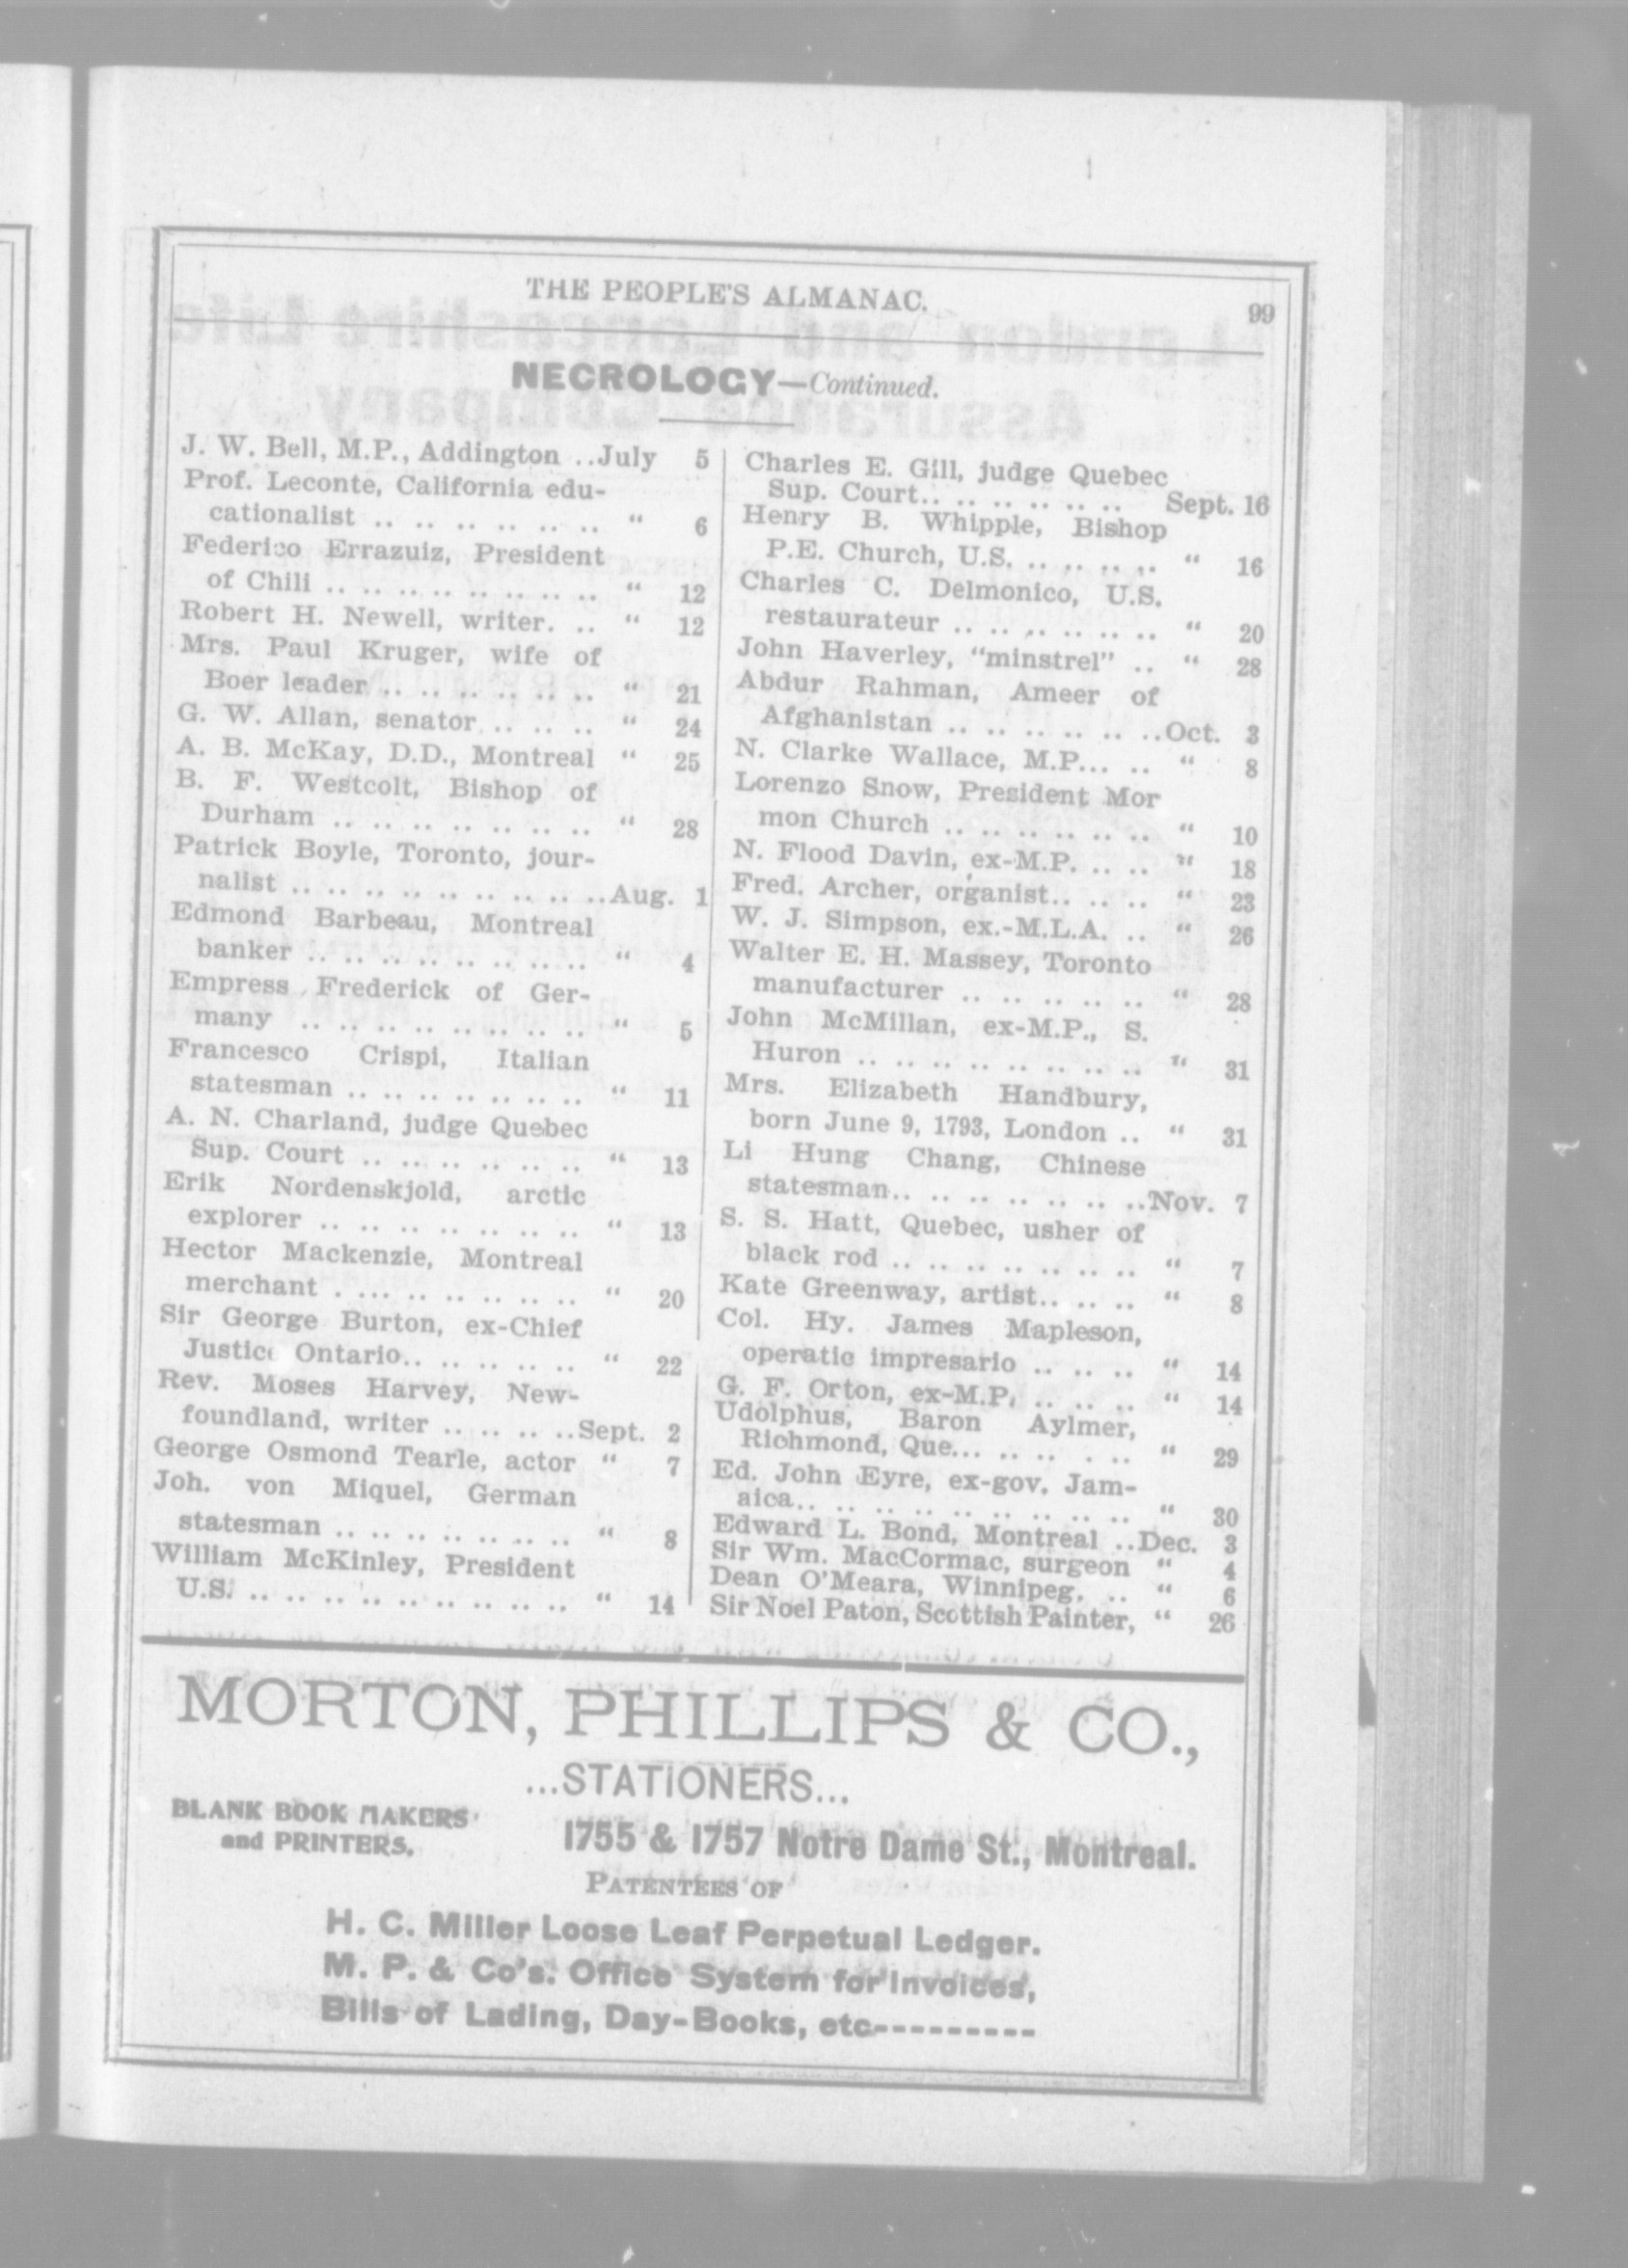 THE PEOPLE'S ALMANAC.
99
NECROLOGY—Continued.
J. W. Bell, M.P., Addington ..July 5
Prof. Leconte, California edu-
cationalist .. .. .. .. .. .. “ 6
Federico Errazuiz, President
of Chili .. .. .. .. .. .. .. .. “ 12
Robert H. Newell, writer. .. “ 12
Mrs. Paul Kruger, wife of
Boer leader .. .. .. .. .. .. “ 21
G. W. Allan, senator .. .. .. “ 24
A. B. McKay, D.D., Montreal “ 25
B. F. Westcolt, Bishop of
Durham .. .. .. .. .. .. .. “ 28
Patrick Boyle, Toronto, jour-
nalist .. .. .. .. .. .. .. .. ..Aug. 1
Edmond Barbeau, Montreal
banker .. .. .. .. .. .. .. .. “ 4
Empress Frederick of Ger-
many .. .. .. .. .. .. .. .. “ 5
Francesco Crispi, Italian
statesman .. .. .. .. .. .. .. “ 11
A. N. Charland, judge Quebec
Sup. Court .. .. .. .. .. .. “ 13
Erik Nordenskjold, arctic
explorer .. .. .. .. .. .. .. “ 13
Hector Mackenzie, Montreal
merchant . ... .. .. .. .. .. “ 20
Sir George Burton, ex-Chief
Justice Ontario.. .. .. .. .. “ 22
Rev. Moses Harvey, New-
foundland, writer .. .. .. ..Sept. 2
George Osmond Tearle, actor “ 7
Joh. von Miquel, German
statesman .. .. .. .. .. .. .. “ 8
William McKinley, President
U.S. .. .. .. .. .. .. .. .. .. “ 14
Charles E. Gill, judge Quebec
Sup. Court.. .. .. .. .. .. Sept. 16
Henry B. Whipple, Bishop
P.E. Church, U.S. .. .. .. .. “ 16
Charles C. Delmonico, U.S.
restaurateur .. .. .. .. .. .. “ 20
John Haverley, “minstrel” .. “ 28
Abdur Rahman, Ameer of
Afghanistan .. .. .. .. .. ..Oct. 3
N. Clarke Wallace, M.P... .. “ 8
Lorenzo Snow, President Mor
mon Church .. .. .. .. .. .. “ 10
N. Flood Davin, ex-M.P. .. .. “ 18
Fred. Archer, organist.. .. .. “ 23
W. J. Simpson, ex.-M.L.A. .. “ 26
Walter E. H. Massey, Toronto
manufacturer .. .. .. .. .. “ 28
John McMillan, ex-M.P., S.
Huron .. .. .. .. .. .. .. .. “ 31
Mrs. Elizabeth Handbury,
born June 9, 1793, London .. “ 31
Li Hung Chang, Chinese
statesman.. .. .. .. .. .. ..Nov. 7
S. S. Hatt, Quebec, usher of
black rod .. .. .. .. .. .. .. “ 7
Kate Greenway, artist.. .. .. “ 8
Col. Hy. James Mapleson,
operatic impresario .. .. .. “ 14
G. F. Orton, ex-M.P. .. .. .. “ 14
Udolphus, Baron Aylmer,
Richmond, Que... .. .. . .. “ 29
Ed. John Eyre, ex-gov. Jam-
aica.. .. .. .. .. .. .. .. .. “ 30
Edward L. Bond, Montreal ..Dec. 3
Sir Wm. MacCormac, surgeon “ 4
Dean O'Meara, Winnipeg. .. “ 6
Sir Noel Paton, Scottish Painter, “ 26
MORTON, PHILLIPS & CO.,
...STATIONERS...
BLANK BOOK MAKERS
and PRINTERS.
1755 & 1757 Notre Dame St., Montreal.
PATENTEES OF
H. C. Miller Loose Leaf Perpetual Ledger.
M. P. & Co's. Office System for Invoices,
Bills of Lading, Day-Books, etc---------